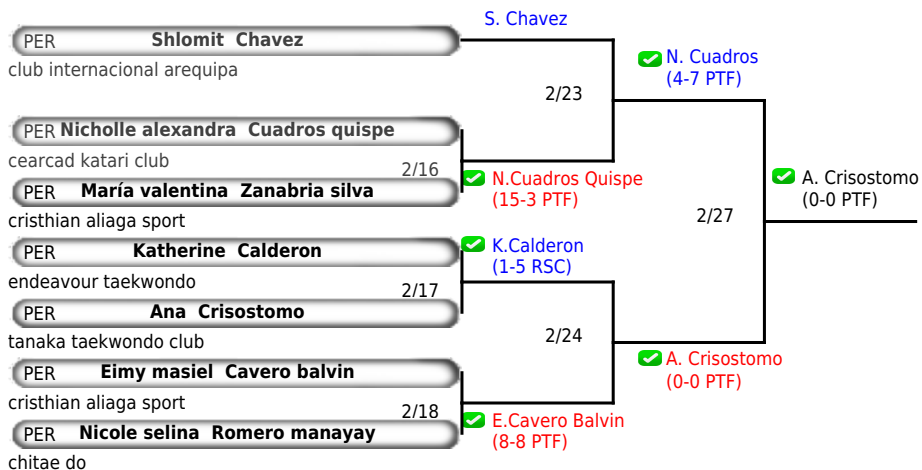 S. Chavez
PER Shlomit Chavez
club internacional arequipa
N. Cuadros
(4-7 PTF)
2/23
PER Nicholle alexandra Cuadros quispe
cearcad katari club
2/16
N.Cuadros Quispe
(15-3 PTF)
PER María valentina Zanabria silva
cristhian aliaga sport
A. Crisostomo
(0-0 PTF)
2/27
PER Katherine Calderon
endeavour taekwondo
K.Calderon
(1-5 RSC)
2/17
PER Ana Crisostomo
tanaka taekwondo club
2/24
A. Crisostomo
(0-0 PTF)
PER Eimy masiel Cavero balvin
cristhian aliaga sport
2/18
E.Cavero Balvin
(8-8 PTF)
PER Nicole selina Romero manayay
chitae do